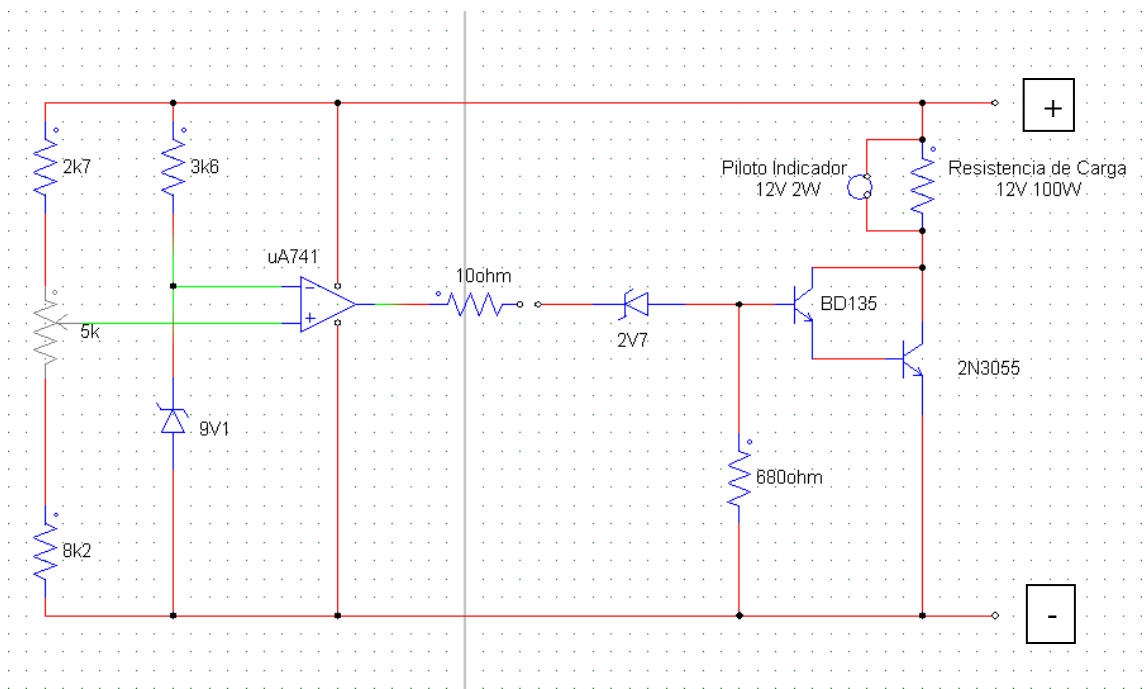 +
2k7
3k6
Piloto Indicador
12V 2W
Resistencia de Carga
12V 100W
uA741
-
+
10ohm
5k
2V7
BD135
2N3055
9V1
680ohm
8k2
-